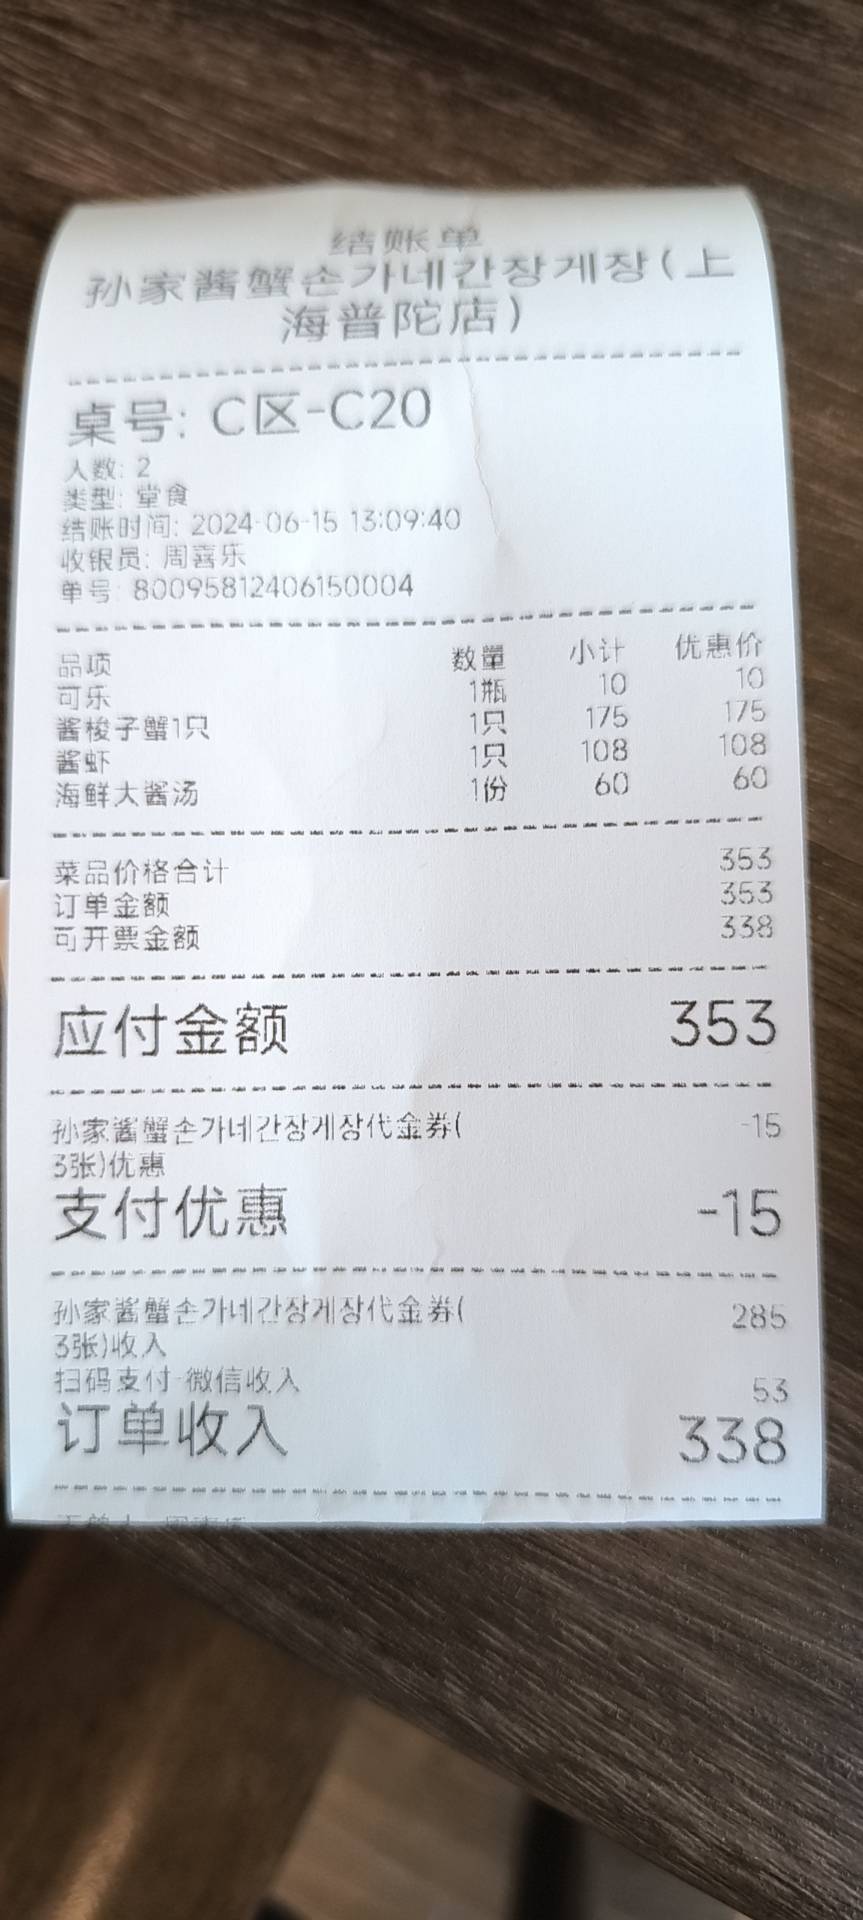 结账单
孙家酱蟹손가네간장게장(上
海普陀店)
桌号: C区-C20
人数: 2
类型: 堂食
结账时间: 2024-06-15 13:09:40
收银员: 周喜乐
单号: 80095812406150004
品项 数量 小计 优惠价
可乐 1瓶 10 10
酱梭子蟹1只 1只 175 175
酱虾 1只 108 108
海鲜大酱汤 1份 60 60
菜品价格合计 353
订单金额 353
可开票金额 338
应付金额 353
孙家酱蟹손가네간장게장代金券( -15
3张)优惠
支付优惠 -15
孙家酱蟹손가네간장게장代金券( 285
3张)收入
扫码支付-微信收入 53
订单收入 338